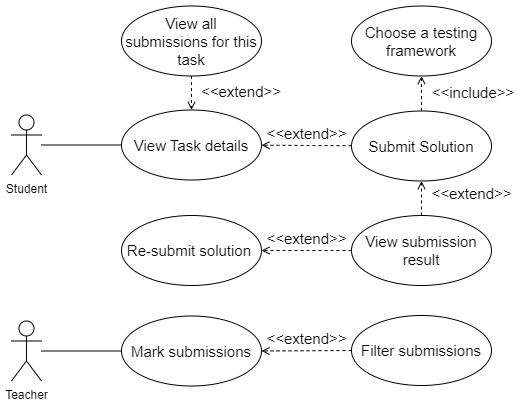 View all
submissions for this
task
Choose a testing
framework
<<extend>>
<<include>>
View Task details
<<extend>>
Submit Solution
Student
<<extend>>
Re-submit solution
<<extend>>
View submission
result
Mark submissions
<<extend>>
Filter submissions
Teacher